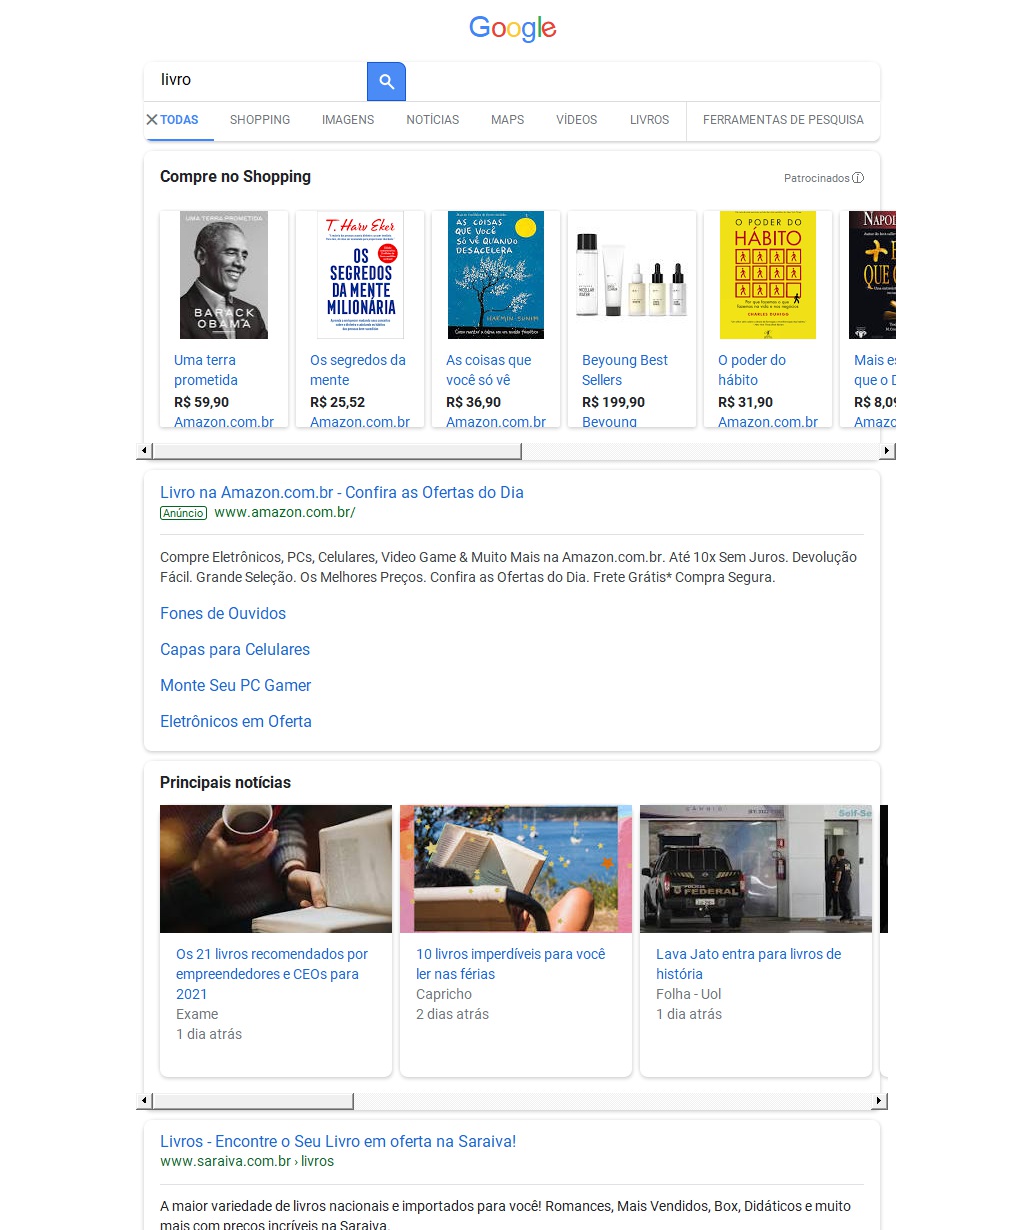 Google
livro
TODAS SHOPPING IMAGENS NOTÍCIAS MAPS VÍDEOS LIVROS FERRAMENTAS DE PESQUISA
Compre no Shopping Patrocinados
UMA TERRA PROMETIDA
BARACK
OBAMA
T. Harv Eker
OS
SEGREDOS
DA MENTE
MILIONÁRIA
AS COISAS
QUE VOCÊ
SÓ VÊ QUANDO
DESACELERA
HAEMIN SUNIM
O PODER DO
HÁBITO
Por que fazemos o que
fazemos na vida e nos negócios
CHARLES DUHIGG
Uma terra
prometida
R$ 59,90
Amazon.com.br
Os segredos da
mente
R$ 25,52
Amazon.com.br
As coisas que
você só vê
R$ 36,90
Amazon.com.br
Beyoung Best
Sellers
R$ 199,90
Beyoung
O poder do
hábito
R$ 31,90
Amazon.com.br
Livro na Amazon.com.br - Confira as Ofertas do Dia
Anúncio www.amazon.com.br/
Compre Eletrônicos, PCs, Celulares, Video Game & Muito Mais na Amazon.com.br. Até 10x Sem Juros. Devolução
Fácil. Grande Seleção. Os Melhores Preços. Confira as Ofertas do Dia. Frete Grátis* Compra Segura.
Fones de Ouvidos
Capas para Celulares
Monte Seu PC Gamer
Eletrônicos em Oferta
Principais notícias
FEDERAL
Os 21 livros recomendados por
empreendedores e CEOs para
2021
Exame
1 dia atrás
10 livros imperdíveis para você
ler nas férias
Capricho
2 dias atrás
Lava Jato entra para livros de
história
Folha - Uol
1 dia atrás
Livros - Encontre o Seu Livro em oferta na Saraiva!
www.saraiva.com.br › livros
A maior variedade de livros nacionais e importados para você! Romances, Mais Vendidos, Box, Didáticos e muito
mais com preços incríveis na Saraiva.